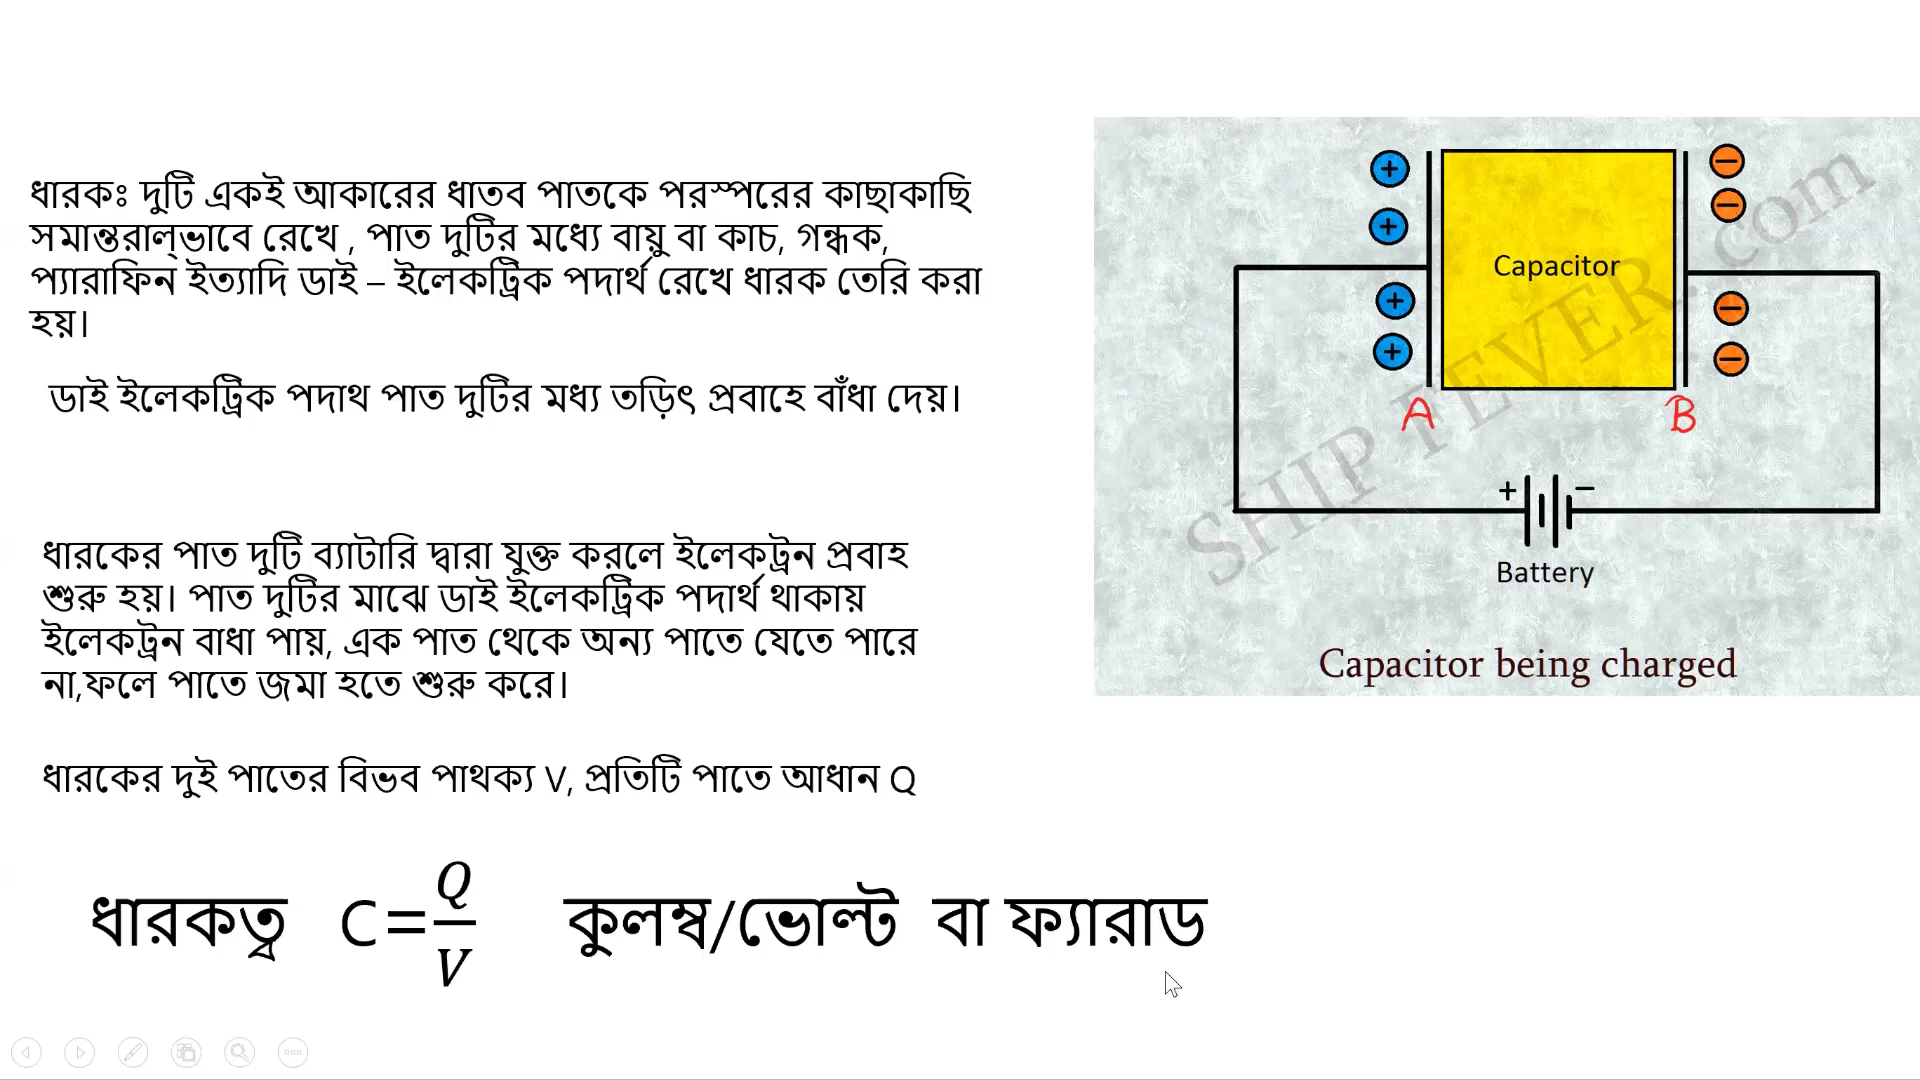 ধারকঃ দুটি একই আকারের ধাতব পাতকে পরস্পরের কাছাকাছি
সমান্তরাল্ভাবে রেখে , পাত দুটির মধ্যে বায়ু বা কাচ, গন্ধক,
প্যারাফিন ইত্যাদি ডাই – ইলেকট্রিক পদার্থ রেখে ধারক তেরি করা
হয়।
ডাই ইলেকট্রিক পদাথ পাত দুটির মধ্য তড়িৎ প্রবাহে বাঁধা দেয়।
ধারকের পাত দুটি ব্যাটারি দ্বারা যুক্ত করলে ইলেকট্রন প্রবাহ
শুরু হয়। পাত দুটির মাঝে ডাই ইলেকট্রিক পদার্থ থাকায়
ইলেকট্রন বাধা পায়, এক পাত থেকে অন্য পাতে যেতে পারে
না,ফলে পাতে জমা হতে শুরু করে।
ধারকের দুই পাতের বিভব পাথক্য V, প্রতিটি পাতে আধান Q
ধারকত্ব C=Q/V কুলম্ব/ভোল্ট বা ফ্যারাড
+ −
+ −
Capacitor
+ −
+ −
A B
+ −
Battery
Capacitor being charged
SHIP FEVER.com